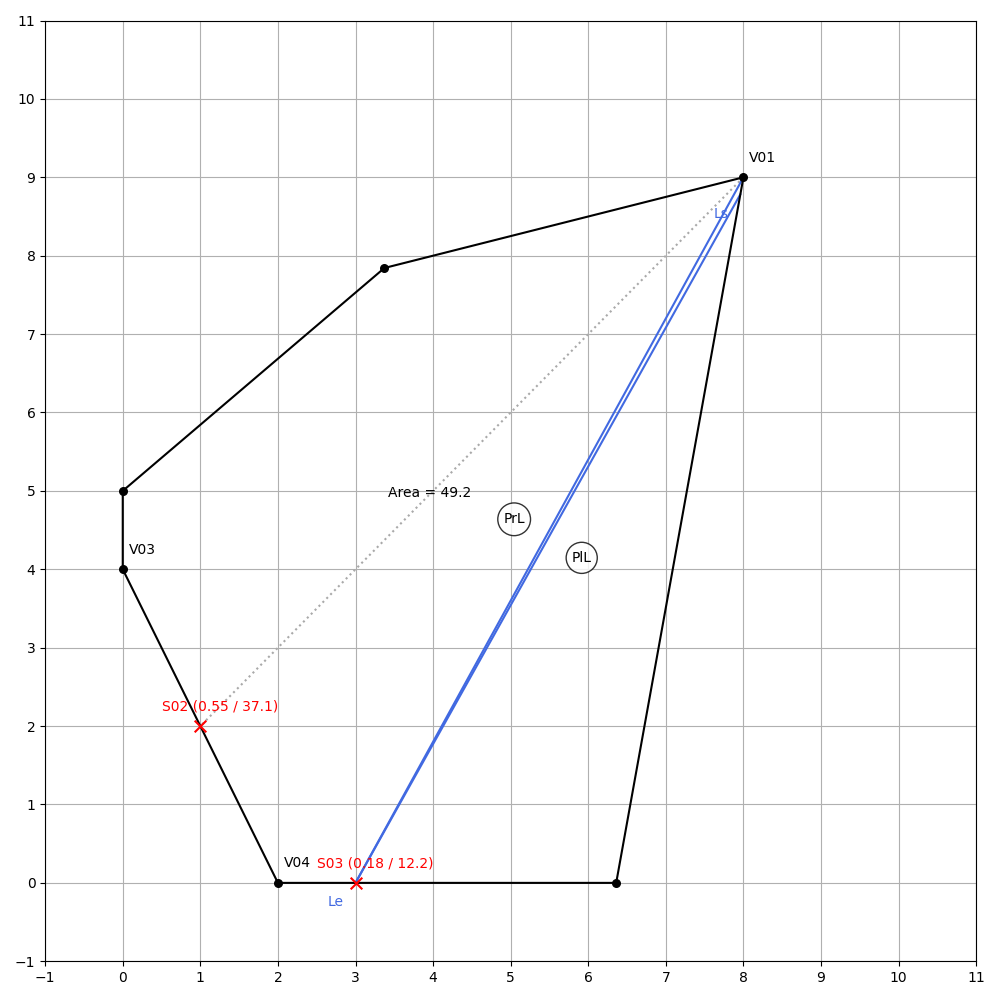 11
10
9
8
7
6
5
4
3
2
1
0
−1
V01
Ls
Area = 49.2
PrL
PlL
V03
S02 (0.55 / 37.1)
V04
S03 (0.18 / 12.2)
Le
−1 0 1 2 3 4 5 6 7 8 9 10 11